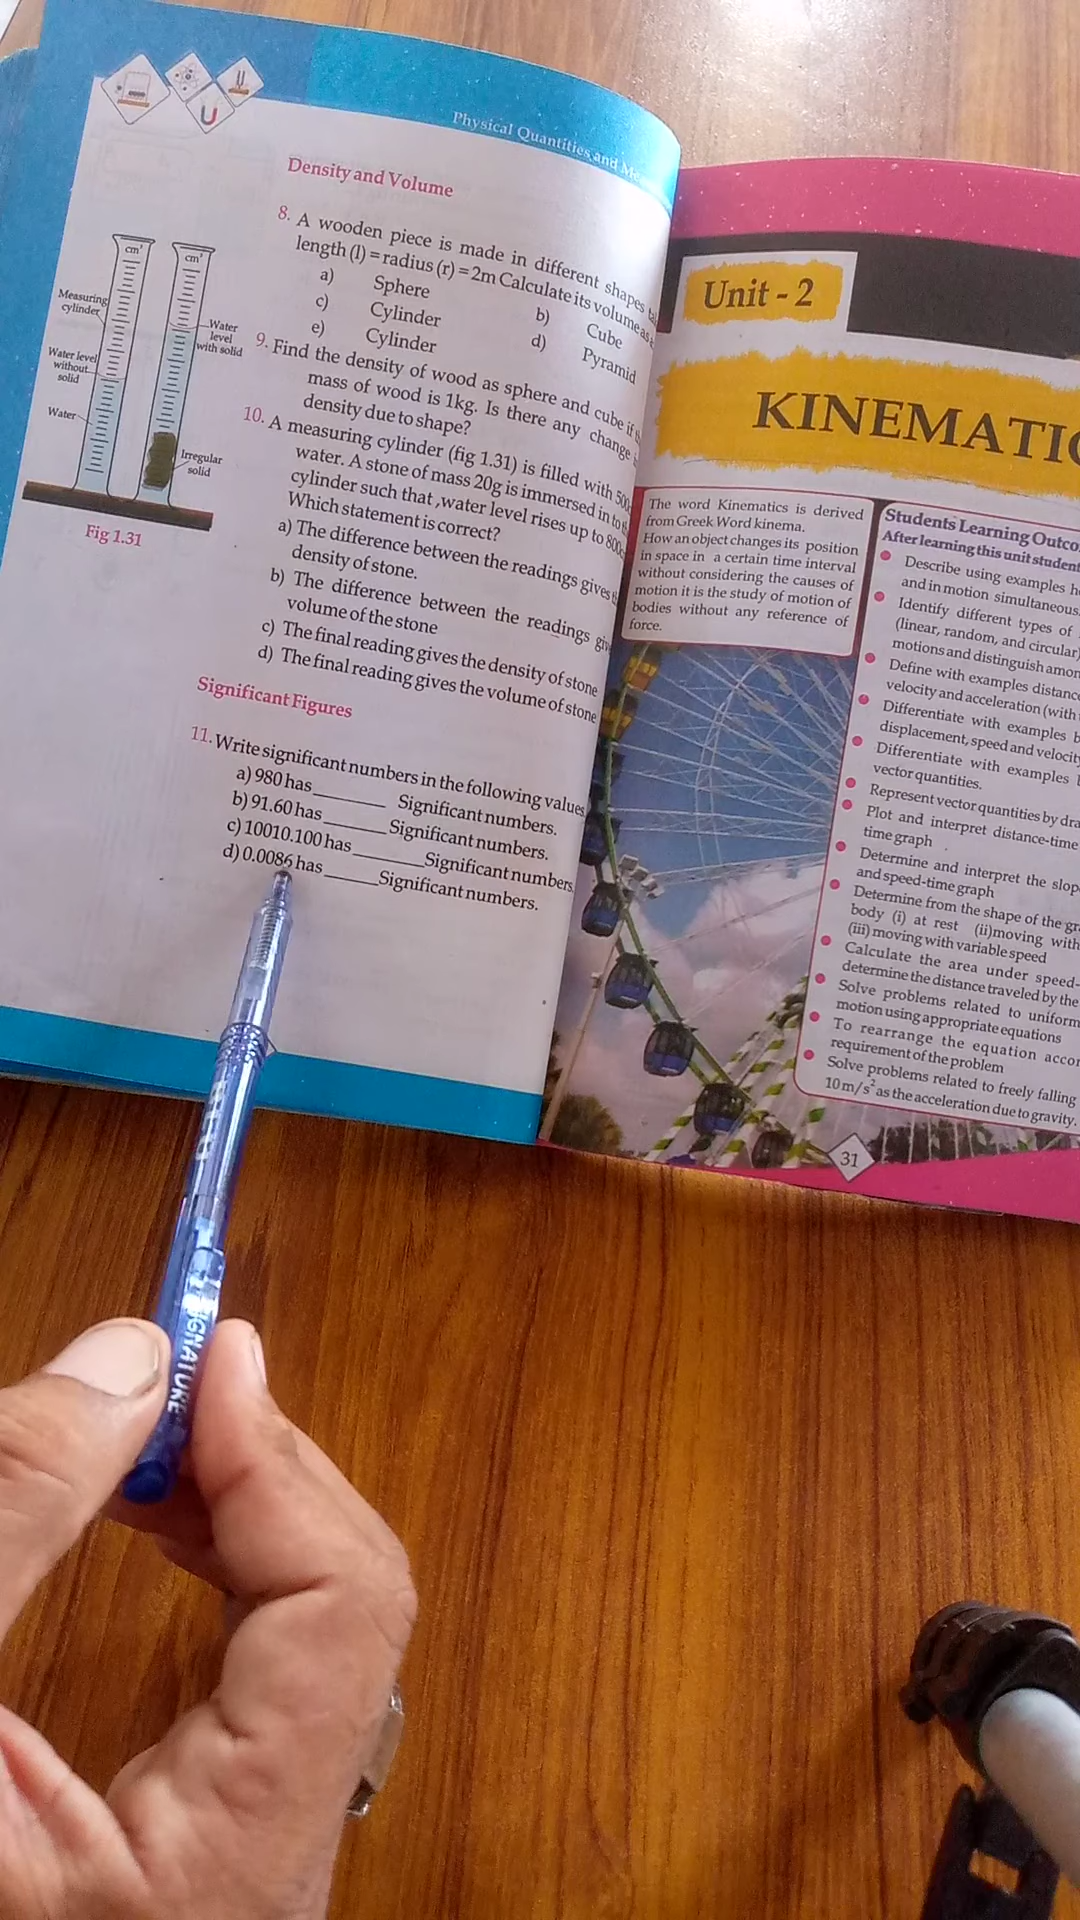 Physical Quantities and Me
Density and Volume
8. A wooden piece is made in different shapes
length (l) = radius (r) = 2m Calculate its volume as
a) Sphere
b) Cube
c) Cylinder
d) Pyramid
e) Cylinder
9. Find the density of wood as sphere and cube if
mass of wood is 1kg. Is there any change
density due to shape?
10. A measuring cylinder (fig 1.31) is filled with 500
water. A stone of mass 20g is immersed in to
cylinder such that ,water level rises up to 800
Which statement is correct?
a) The difference between the readings gives
density of stone.
b) The difference between the readings giv
volume of the stone
c) The final reading gives the density of stone
d) The final reading gives the volume of stone
cm³
cm³
Measuring
cylinder
Water
level
with solid
Water level
without
solid
Water
Irregular
solid
Fig 1.31
Significant Figures
11. Write significant numbers in the following values
a) 980 has ______ Significant numbers.
b) 91.60 has ______ Significant numbers.
c) 10010.100 has ______ Significant numbers.
d) 0.0086 has ______ Significant numbers.
Unit - 2
KINEMATIC
The word Kinematics is derived
from Greek Word kinema.
How an object changes its position
in space in a certain time interval
without considering the causes of
motion it is the study of motion of
bodies without any reference of
force.
Students Learning Outco
After learning this unit student
Describe using examples h
and in motion simultaneous
Identify different types of
(linear, random, and circular)
motions and distinguish amon
Define with examples distance
velocity and acceleration (with
Differentiate with examples b
displacement, speed and velocity
Differentiate with examples
vector quantities.
Represent vector quantities by dra
Plot and interpret distance-time
time graph
Determine and interpret the slop
and speed-time graph
Determine from the shape of the gr
body (i) at rest (ii)moving with
(iii) moving with variable speed
Calculate the area under speed-
determine the distance traveled by the
Solve problems related to uniform
motion using appropriate equations
To rearrange the equation accor
requirement of the problem
Solve problems related to freely falling
10 m/s² as the acceleration due to gravity.
31
SIGNATURE